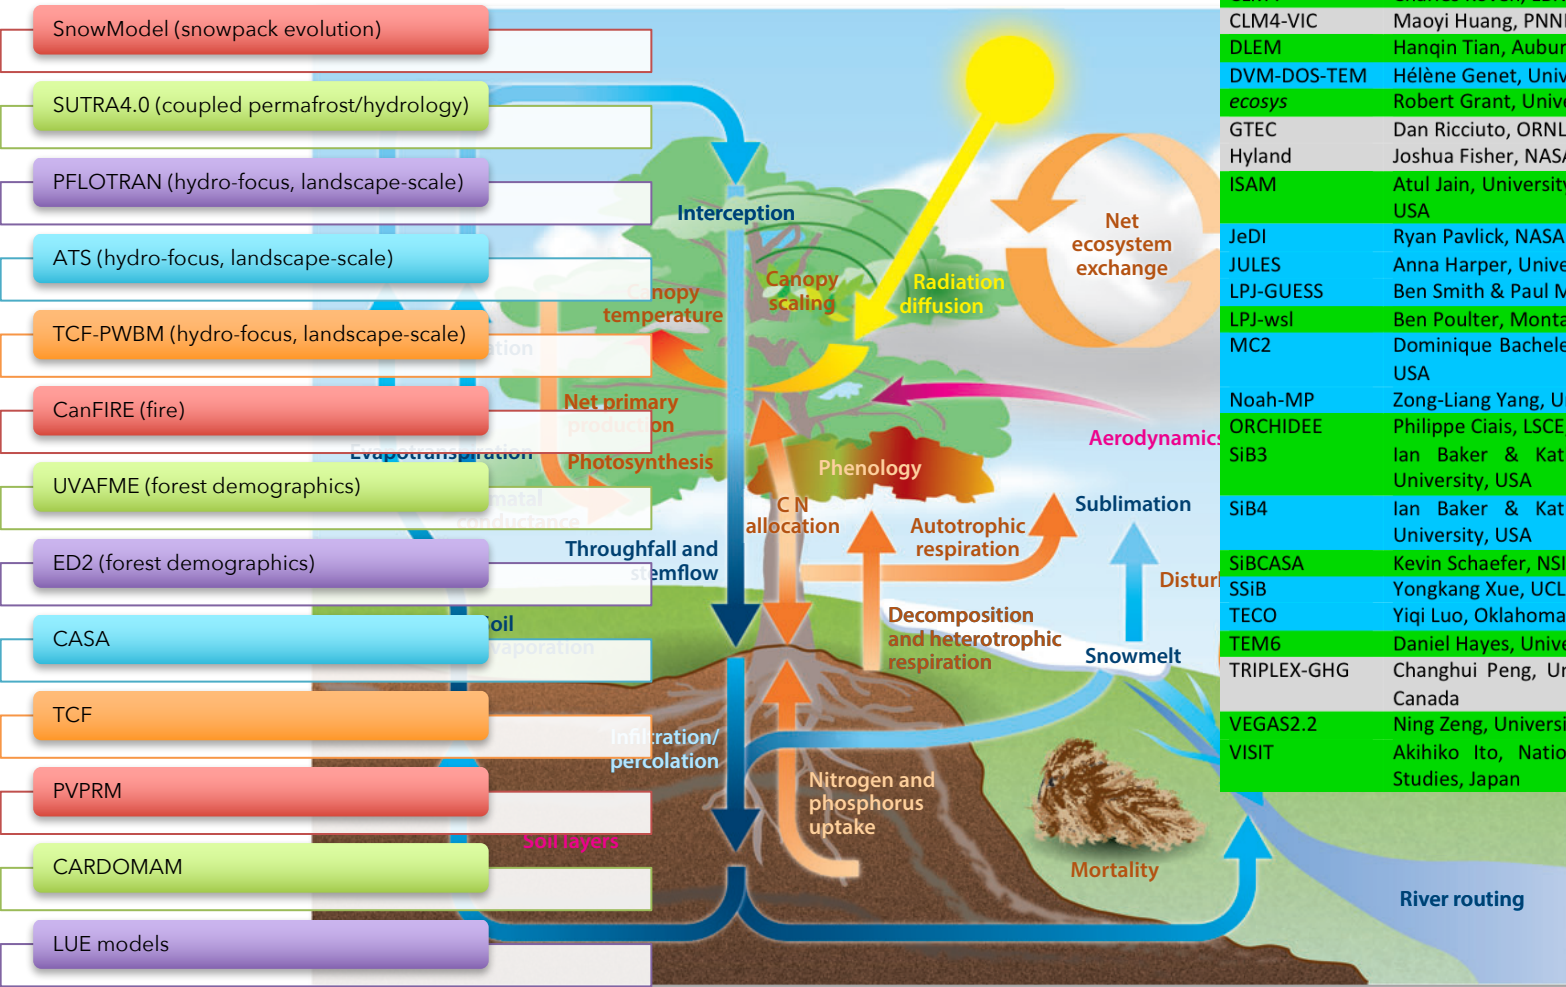 SnowModel (snowpack evolution)
SUTRA4.0 (coupled permafrost/hydrology)
PFLOTRAN (hydro-focus, landscape-scale)
ATS (hydro-focus, landscape-scale)
TCF-PWBM (hydro-focus, landscape-scale)
CanFIRE (fire)
UVAFME (forest demographics)
ED2 (forest demographics)
CASA
TCF
PVPRM
CARDOMAM
LUE models
Interception
Canopy
temperature
Canopy
scaling
Radiation
diffusion
Net
ecosystem
exchange
Net primary
production
Photosynthesis
Evapotranspiration
conductance
Phenology
Aerodynamics
C N
allocation
Autotrophic
respiration
Sublimation
Throughfall and
stemflow
Decomposition
and heterotrophic
respiration
Snowmelt
Soil
evaporation
Infiltration/
percolation
Nitrogen and
phosphorus
uptake
Soil layers
Mortality
River routing
CLM4-VIC Maoyi Huang, PNN
DLEM Hanqin Tian, Aubur
DVM-DOS-TEM Hélène Genet, Univ
ecosys Robert Grant, Unive
GTEC Dan Ricciuto, ORNL
Hyland Joshua Fisher, NASA
ISAM Atul Jain, University
USA
JeDI Ryan Pavlick, NASA
JULES Anna Harper, Unive
LPJ-GUESS Ben Smith & Paul M
LPJ-wsl Ben Poulter, Monta
MC2 Dominique Bachele
USA
Noah-MP Zong-Liang Yang, U
ORCHIDEE Philippe Ciais, LSCE
SiB3 Ian Baker & Kat
University, USA
SiB4 Ian Baker & Kat
University, USA
SiBCASA Kevin Schaefer, NSI
SSiB Yongkang Xue, UCL
TECO Yiqi Luo, Oklahoma
TEM6 Daniel Hayes, Unive
TRIPLEX-GHG Changhui Peng, Un
Canada
VEGAS2.2 Ning Zeng, Universi
VISIT Akihiko Ito, Natio
Studies, Japan